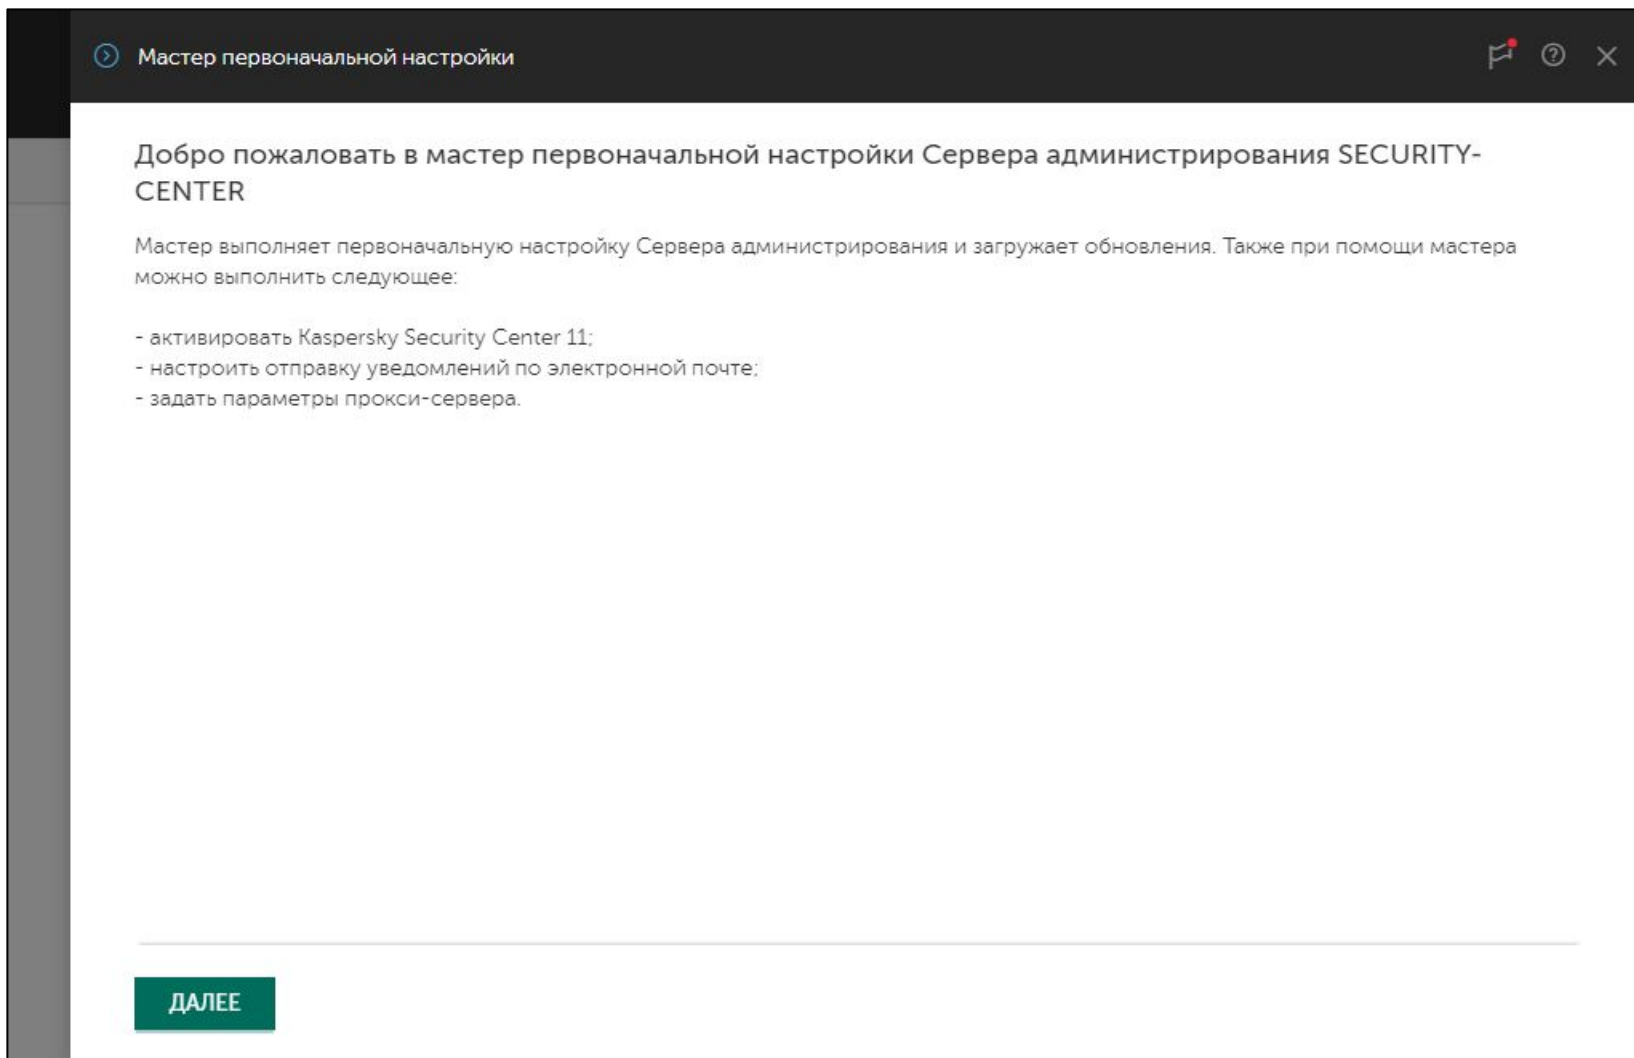 Мастер первоначальной настройки
Добро пожаловать в мастер первоначальной настройки Сервера администрирования SECURITY-
CENTER
Мастер выполняет первоначальную настройку Сервера администрирования и загружает обновления. Также при помощи мастера
можно выполнить следующее:
- активировать Kaspersky Security Center 11;
- настроить отправку уведомлений по электронной почте;
- задать параметры прокси-сервера.
ДАЛЕЕ